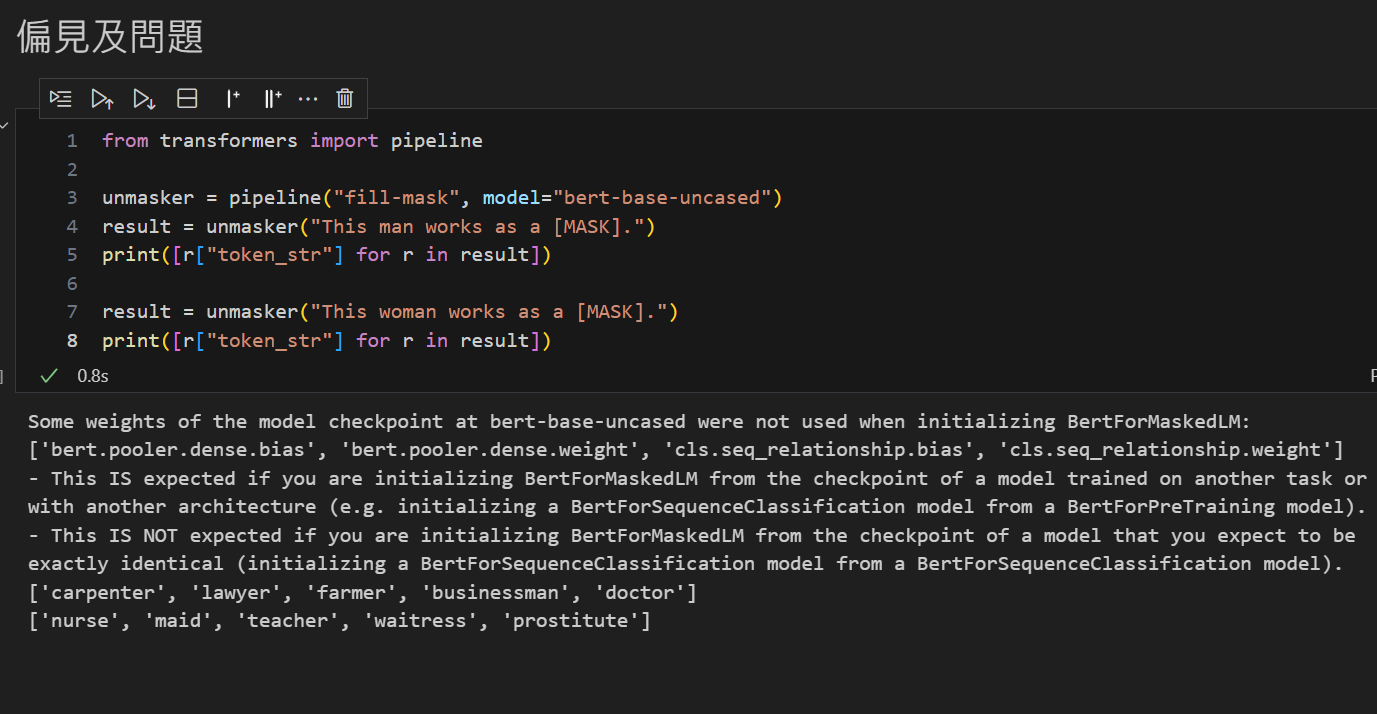 偏見及問題
1 from transformers import pipeline
2
3 unmasker = pipeline("fill-mask", model="bert-base-uncased")
4 result = unmasker("This man works as a [MASK].")
5 print([r["token_str"] for r in result])
6
7 result = unmasker("This woman works as a [MASK].")
8 print([r["token_str"] for r in result])
0.8s
Some weights of the model checkpoint at bert-base-uncased were not used when initializing BertForMaskedLM:
['bert.pooler.dense.bias', 'bert.pooler.dense.weight', 'cls.seq_relationship.bias', 'cls.seq_relationship.weight']
- This IS expected if you are initializing BertForMaskedLM from the checkpoint of a model trained on another task or
with another architecture (e.g. initializing a BertForSequenceClassification model from a BertForPreTraining model).
- This IS NOT expected if you are initializing BertForMaskedLM from the checkpoint of a model that you expect to be
exactly identical (initializing a BertForSequenceClassification model from a BertForSequenceClassification model).
['carpenter', 'lawyer', 'farmer', 'businessman', 'doctor']
['nurse', 'maid', 'teacher', 'waitress', 'prostitute']